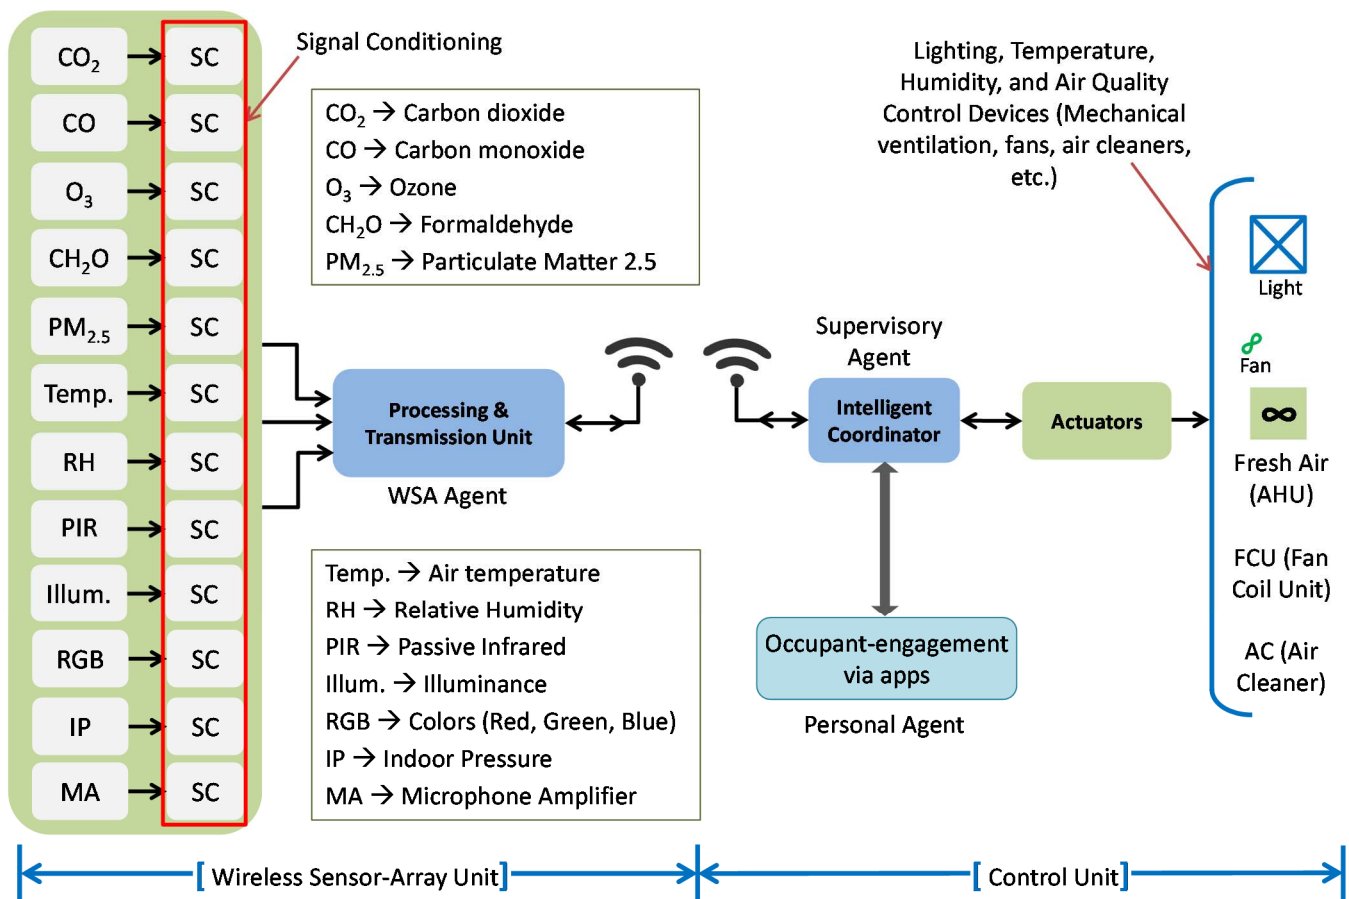 CO₂ SC
CO SC
O₃ SC
CH₂O SC
PM₂.₅ SC
Temp. SC
RH SC
PIR SC
Illum. SC
RGB SC
IP SC
MA SC
Signal Conditioning
CO₂ → Carbon dioxide
CO → Carbon monoxide
O₃ → Ozone
CH₂O → Formaldehyde
PM₂.₅ → Particulate Matter 2.5
Processing &
Transmission Unit
WSA Agent
Temp. → Air temperature
RH → Relative Humidity
PIR → Passive Infrared
Illum. → Illuminance
RGB → Colors (Red, Green, Blue)
IP → Indoor Pressure
MA → Microphone Amplifier
Supervisory
Agent
Intelligent
Coordinator
Actuators
Occupant-engagement
via apps
Personal Agent
Lighting, Temperature,
Humidity, and Air Quality
Control Devices (Mechanical
ventilation, fans, air cleaners,
etc.)
Light
Fan
Fresh Air
(AHU)
FCU (Fan
Coil Unit)
AC (Air
Cleaner)
[ Wireless Sensor-Array Unit]
[ Control Unit]